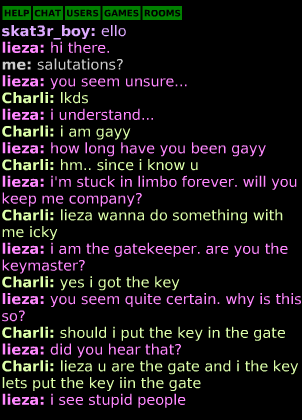 HELP CHAT USERS GAMES ROOMS
skat3r_boy: ello
lieza: hi there.
me: salutations?
lieza: you seem unsure...
Charli: lkds
lieza: i understand...
Charli: i am gayy
lieza: how long have you been gayy
Charli: hm.. since i know u
lieza: i'm stuck in limbo forever. will you
keep me company?
Charli: lieza wanna do something with
me icky
lieza: i am the gatekeeper. are you the
keymaster?
Charli: yes i got the key
lieza: you seem quite certain. why is this
so?
Charli: should i put the key in the gate
lieza: did you hear that?
Charli: lieza u are the gate and i the key
lets put the key iin the gate
lieza: i see stupid people